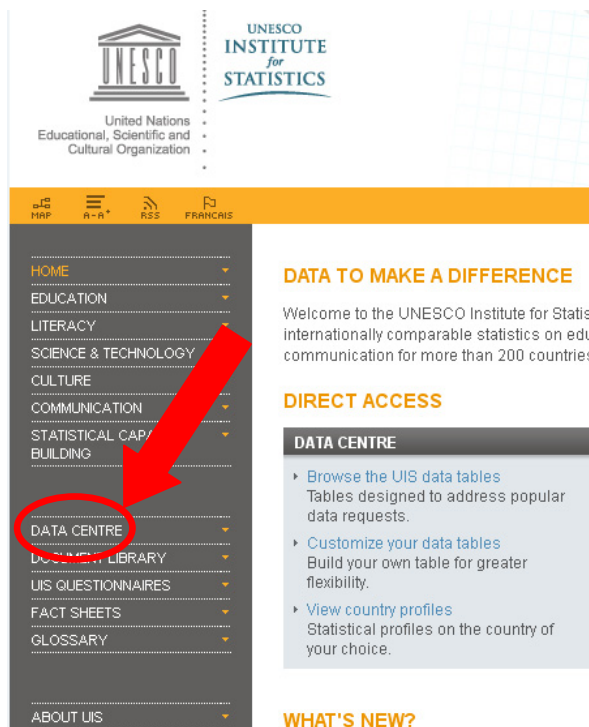 UNESCO
UNESCO
INSTITUTE
for
STATISTICS
United Nations
Educational, Scientific and
Cultural Organization
MAP A-A+ RSS FRANCAIS
HOME
EDUCATION
LITERACY
SCIENCE & TECHNOLOGY
CULTURE
COMMUNICATION
STATISTICAL
BUILDING
DATA CENTRE
DOCUMENT LIBRARY
UIS QUESTIONNAIRES
FACT SHEETS
GLOSSARY
ABOUT UIS
DATA TO MAKE A DIFFERENCE
Welcome to the UNESCO Institute for Statis
internationally comparable statistics on edu
communication for more than 200 countries
DIRECT ACCESS
DATA CENTRE
Browse the UIS data tables
Tables designed to address popular
data requests.
Customize your data tables
Build your own table for greater
flexibility.
View country profiles
Statistical profiles on the country of
your choice.
WHAT'S NEW?